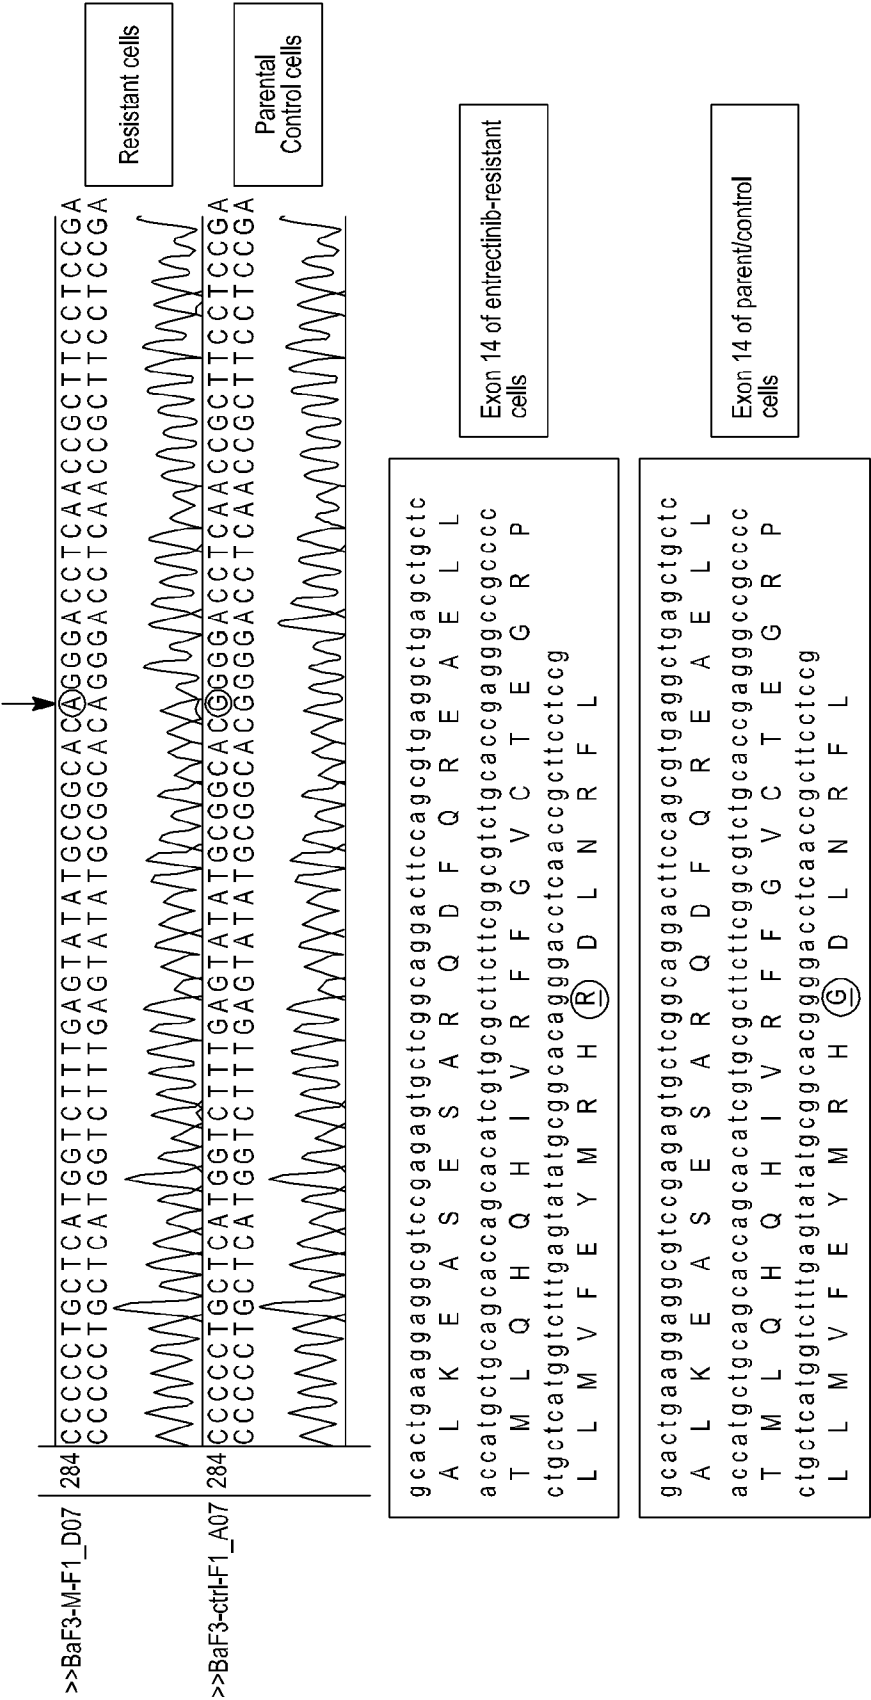 >>BaF3-M-F1_D07 284 CCCCCTGCTCATGGTCTTTGAGTATATGCGGCACAGGGACCTCAACCGCTTCCTCCGA
CCCCCTGCTCATGGTCTTTGAGTATATGCGGCACAGGGACCTCAACCGCTTCCTCCGA
Resistant cells
>>BaF3-ctrl-F1_A07 284 CCCCCTGCTCATGGTCTTTGAGTATATGCGGCACGGGGACCTCAACCGCTTCCTCCGA
CCCCCTGCTCATGGTCTTTGAGTATATGCGGCACGGGGACCTCAACCGCTTCCTCCGA
Parental
Control cells
gcactgaaggaggcgtccgagagtgctcggcaggacttccagcgtgaggctgagctgctc
A L K E A S E S A R Q D F Q R E A E L L
accatgctgcagcaccagcacatcgtgcgcttcttcggcgtctgcaccgagggccgcccc
T M L Q H Q H I V R F F G V C T E G R P
ctgctcatggtctttgagtatatgcggcacagggacctcaaccgcttcctccg
L L M V F E Y M R H R D L N R F L
Exon 14 of entrectinib-resistant
cells
gcactgaaggaggcgtccgagagtgctcggcaggacttccagcgtgaggctgagctgctc
A L K E A S E S A R Q D F Q R E A E L L
accatgctgcagcaccagcacatcgtgcgcttcttcggcgtctgcaccgagggccgcccc
T M L Q H Q H I V R F F G V C T E G R P
ctgctcatggtctttgagtatatgcggcacggggacctcaaccgcttcctccg
L L M V F E Y M R H G D L N R F L
Exon 14 of parent/control
cells